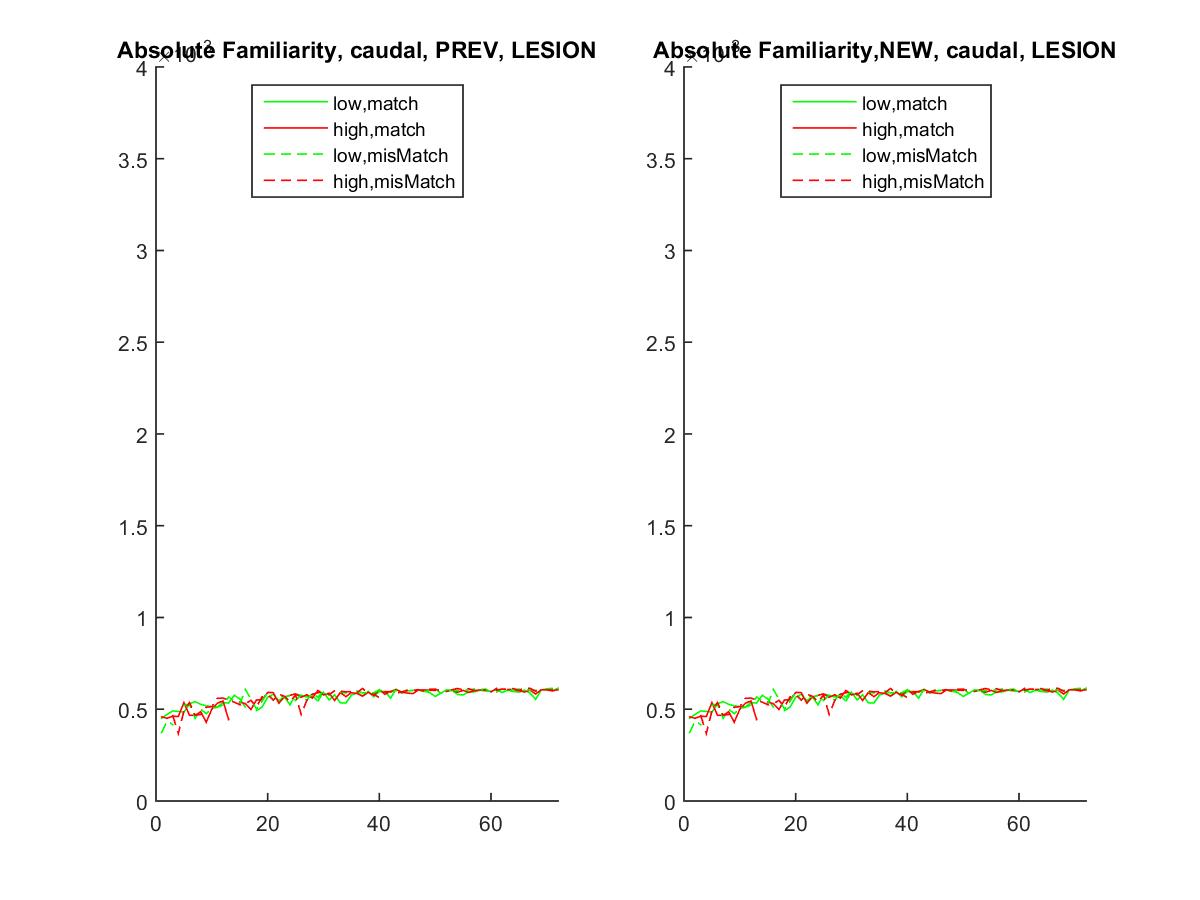 Absolute Familiarity, caudal, PREV, LESION
4
3.5
3
2.5
2
1.5
1
0.5
0
0 20 40 60
low,match
high,match
low,misMatch
high,misMatch
Absolute Familiarity,NEW, caudal, LESION
4
3.5
3
2.5
2
1.5
1
0.5
0
0 20 40 60
low,match
high,match
low,misMatch
high,misMatch